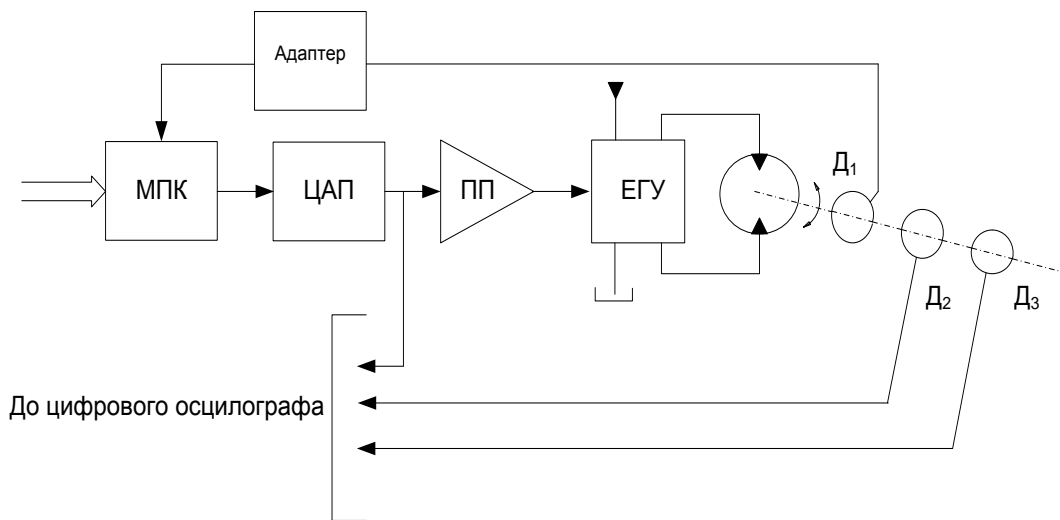 Адаптер
МПК
ЦАП
ПП
ЕГУ
Д₁
Д₂
Д₃
До цифрового осцилографа